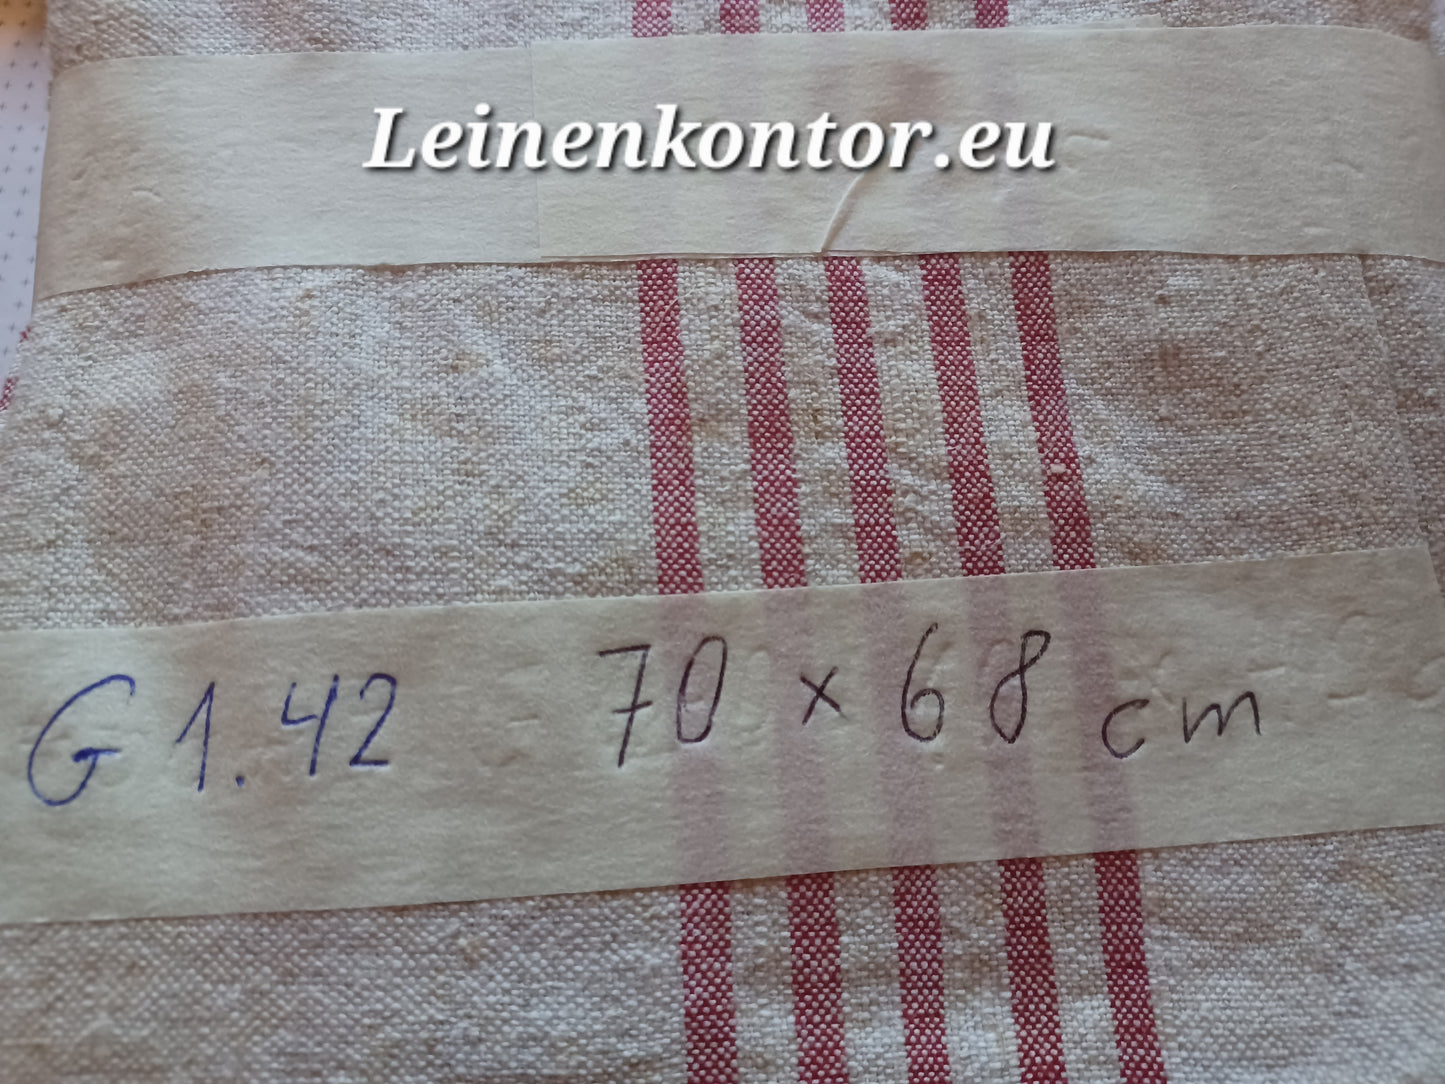 Leinenkontor.eu
G 1.42 70 x 68 cm